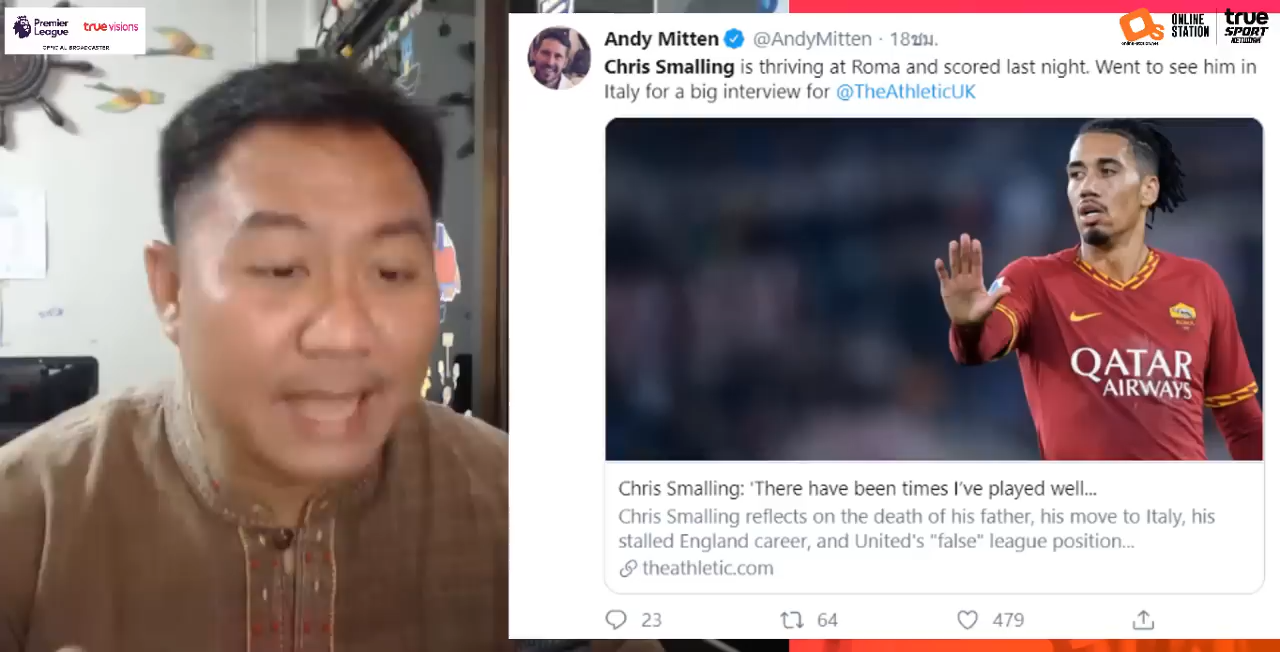 Premier League
true visions
OFFICIAL BROADCASTER
ONLINE STATION
true SPORT
Andy Mitten @AndyMitten · 18ชม.
Chris Smalling is thriving at Roma and scored last night. Went to see him in
Italy for a big interview for @TheAthleticUK
ROMA
QATAR
AIRWAYS
Chris Smalling: 'There have been times I've played well...
Chris Smalling reflects on the death of his father, his move to Italy, his
stalled England career, and United's "false" league position...
theathletic.com
23
64
479